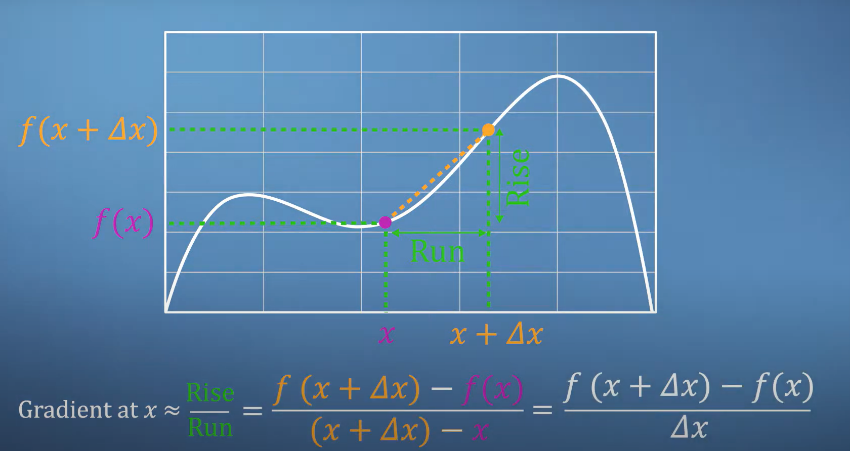 f(x + Δx)
Rise
f(x)
Run
x
x + Δx
Gradient at x ≈ Rise/Run = (f (x + Δx) − f(x))/((x + Δx) − x) = (f (x + Δx) − f(x))/Δx